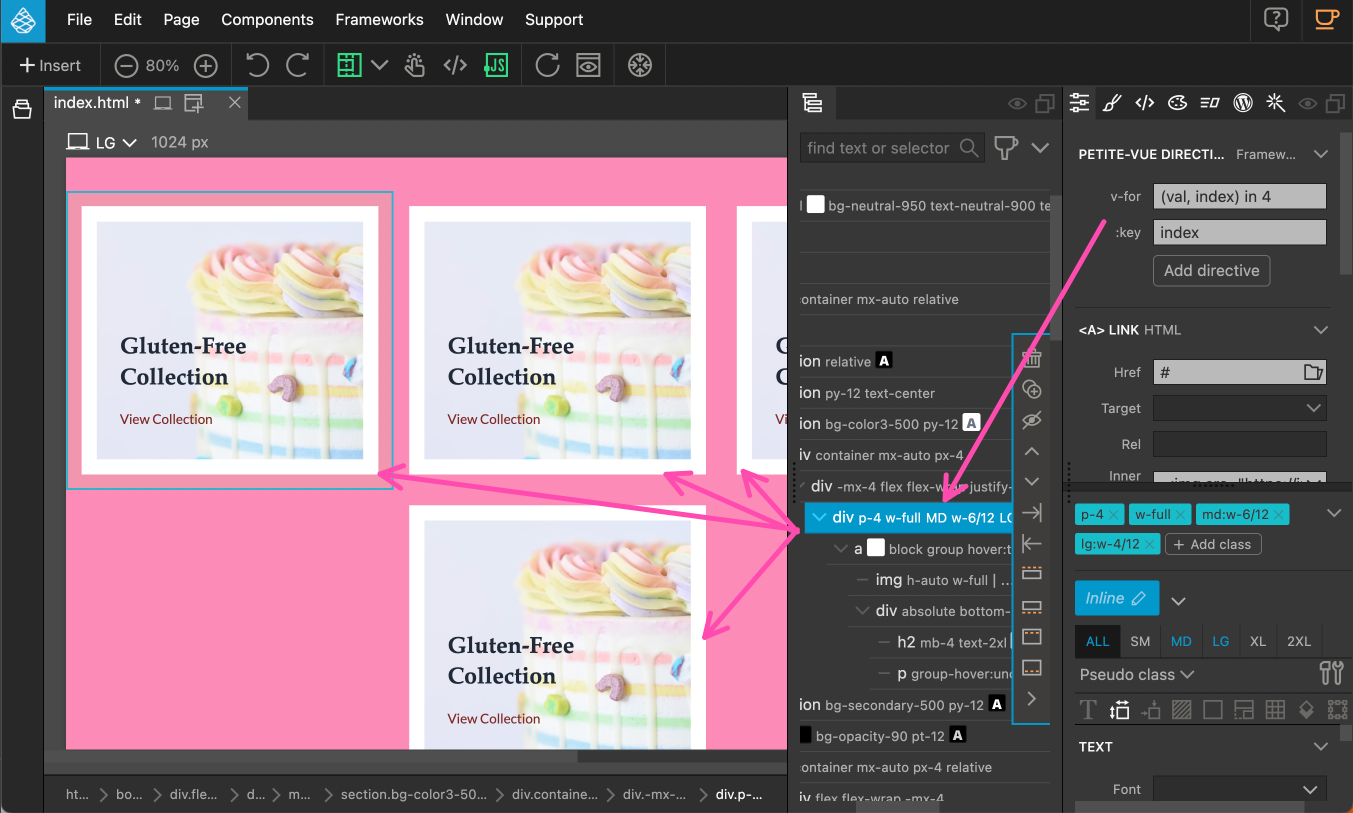 File Edit Page Components Frameworks Window Support
+ Insert 80% JS
index.html *
LG 1024 px
Gluten-Free
Collection
View Collection
Gluten-Free
Collection
View Collection
Gluten-Free
Collection
View Collection
find text or selector
bg-neutral-950 text-neutral-900 te
container mx-auto relative
ion relative A
ion py-12 text-center
ion bg-color3-500 py-12 A
iv container mx-auto px-4
div -mx-4 flex flex-wrap justify-
div p-4 w-full MD w-6/12 LG
a block group hover:t
img h-auto w-full | ...
div absolute bottom-
h2 mb-4 text-2xl
p group-hover:und
ion bg-secondary-500 py-12 A
bg-opacity-90 pt-12 A
container mx-auto px-4 relative
iv flex flex-wrap -mx-4
PETITE-VUE DIRECTI... Framew...
v-for (val, index) in 4
:key index
Add directive
<A> LINK HTML
Href #
Target
Rel
Inner
p-4 × w-full × md:w-6/12 ×
lg:w-4/12 × + Add class
Inline
ALL SM MD LG XL 2XL
Pseudo class
T
TEXT
Font
ht... bo... div.fle... d... m... section.bg-color3-50... div.containe... div.-mx-... div.p-...